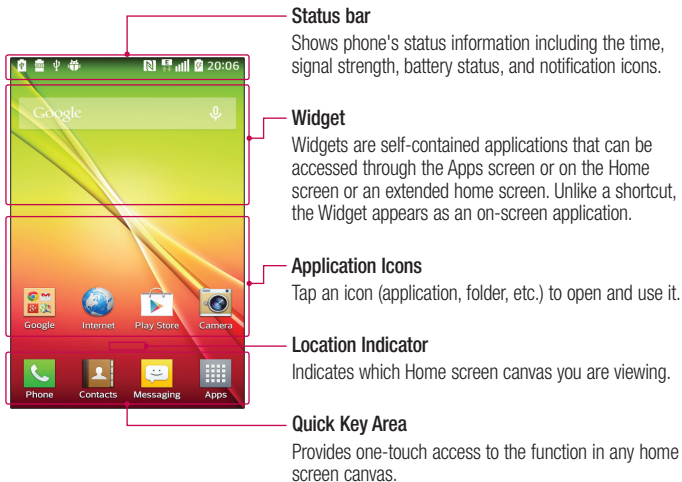 Status bar
Shows phone's status information including the time,
signal strength, battery status, and notification icons.
20:06
Google
Widget
Widgets are self-contained applications that can be
accessed through the Apps screen or on the Home
screen or an extended home screen. Unlike a shortcut,
the Widget appears as an on-screen application.
Application Icons
Tap an icon (application, folder, etc.) to open and use it.
Google Internet Play Store Camera
Location Indicator
Indicates which Home screen canvas you are viewing.
Phone Contacts Messaging Apps
Quick Key Area
Provides one-touch access to the function in any home
screen canvas.